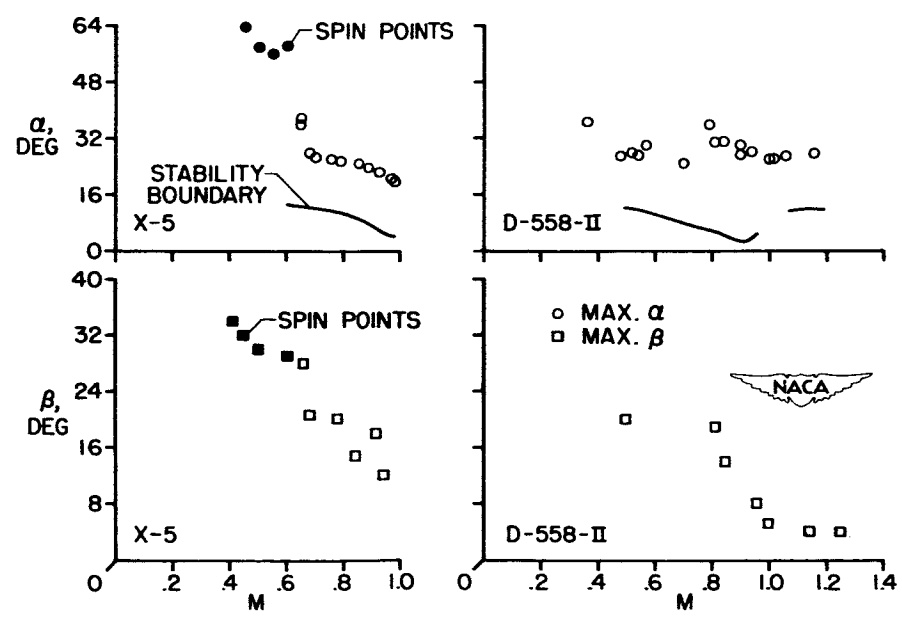 64
48
32
16
0
α,
DEG
SPIN POINTS
STABILITY
BOUNDARY
X-5
D-558-II
40
32
24
16
8
0
β,
DEG
SPIN POINTS
X-5
.2
.4
.6
.8
1.0
M
○ MAX. α
□ MAX. β
NACA
D-558-II
0
.2
.4
.6
.8
1.0
1.2
1.4
M